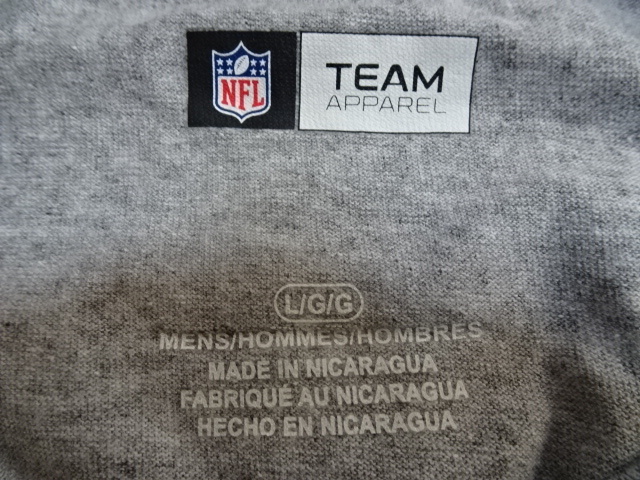 NFL
TEAM
APPAREL
L/G/G
MENS/HOMMES/HOMBRES
MADE IN NICARAGUA
FABRIQUÉ AU NICARAGUA
HECHO EN NICARAGUA